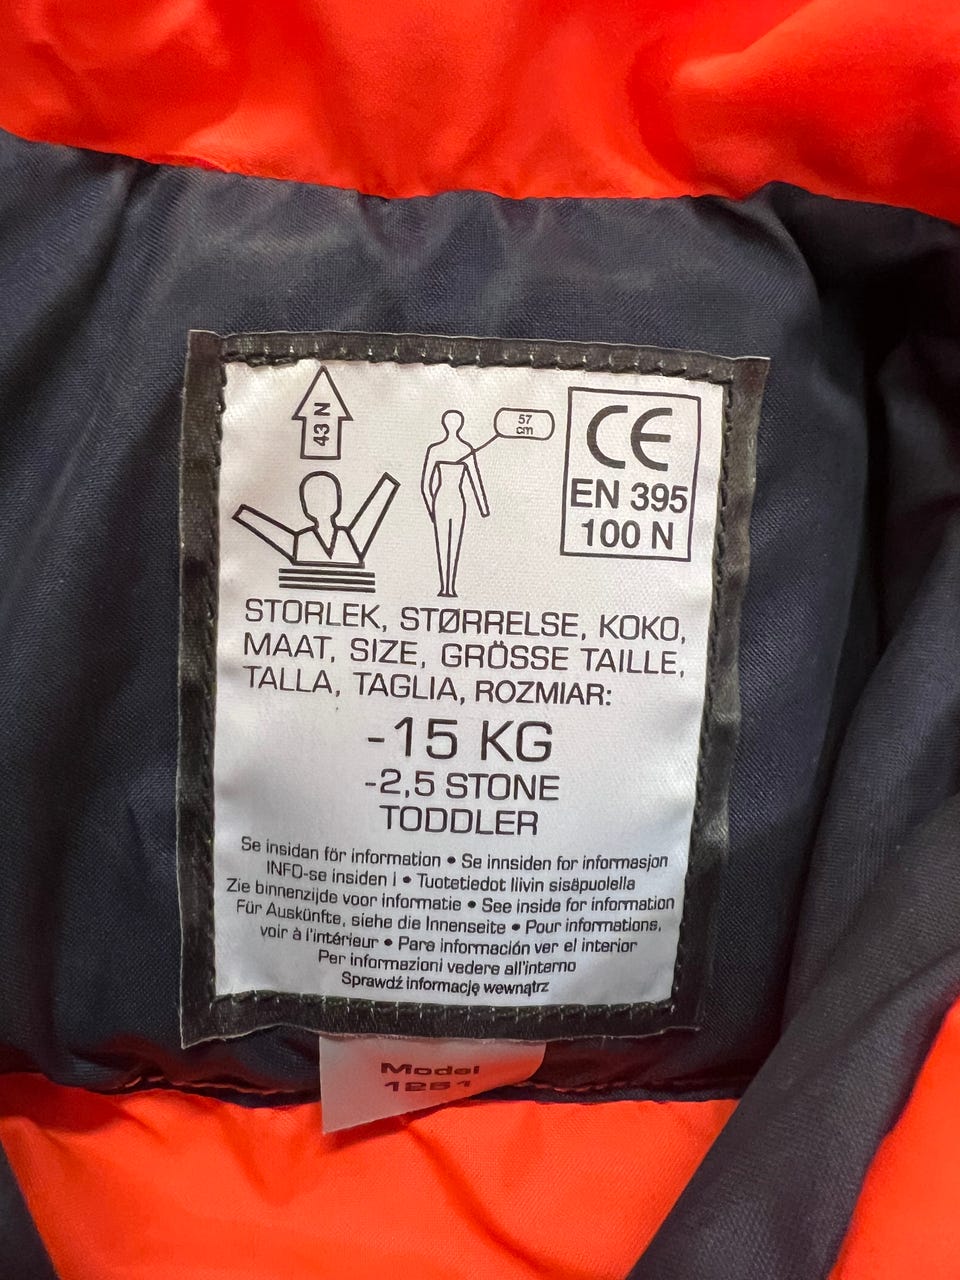 43 N
57
cm
CE
EN 395
100 N
STORLEK, STØRRELSE, KOKO,
MAAT, SIZE, GRÖSSE TAILLE,
TALLA, TAGLIA, ROZMIAR:
-15 KG
-2,5 STONE
TODDLER
Se insidan för information • Se innsiden for informasjon
INFO-se insiden i • Tuotetiedot liivin sisäpuolella
Zie binnenzijde voor informatie • See inside for information
Für Auskünfte, siehe die Innenseite • Pour informations,
voir à l'intérieur • Para información ver el interior
Per informazioni vedere all'interno
Sprawdź informację wewnątrz
Model
1251